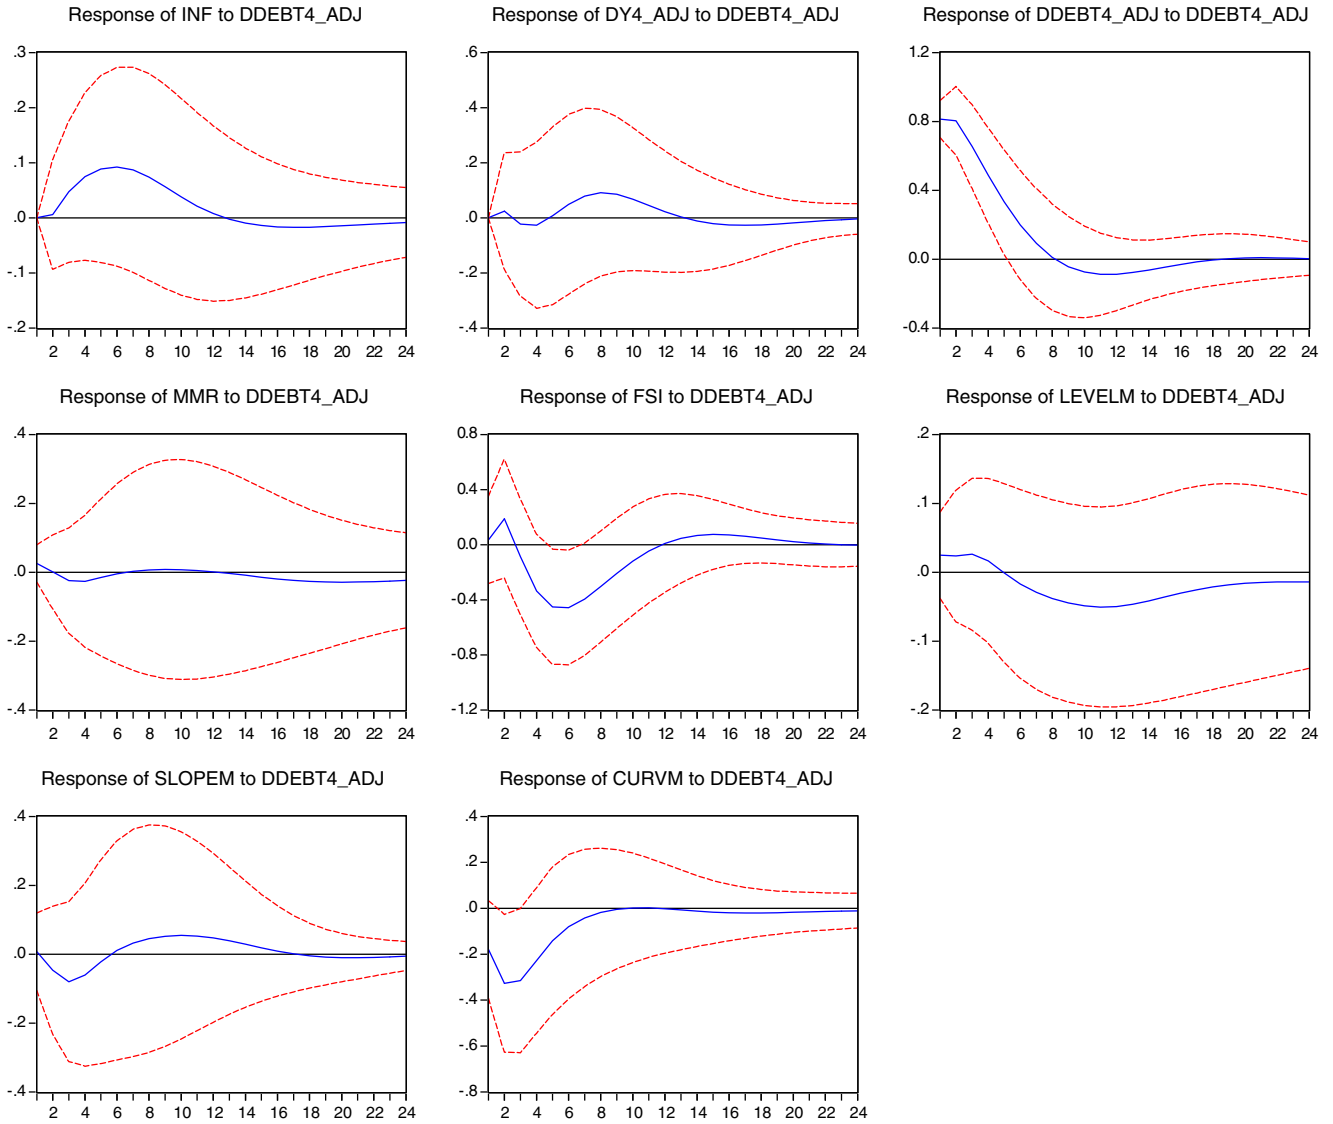 Response of INF to DDEBT4_ADJ
.3
.2
.1
.0
-.1
-.2
2 4 6 8 10 12 14 16 18 20 22 24
Response of DY4_ADJ to DDEBT4_ADJ
.6
.4
.2
.0
-.2
-.4
2 4 6 8 10 12 14 16 18 20 22 24
Response of DDEBT4_ADJ to DDEBT4_ADJ
1.2
0.8
0.4
0.0
-0.4
2 4 6 8 10 12 14 16 18 20 22 24
Response of MMR to DDEBT4_ADJ
.4
.2
.0
-.2
-.4
2 4 6 8 10 12 14 16 18 20 22 24
Response of FSI to DDEBT4_ADJ
0.8
0.4
0.0
-0.4
-0.8
-1.2
2 4 6 8 10 12 14 16 18 20 22 24
Response of LEVELM to DDEBT4_ADJ
.2
.1
.0
-.1
-.2
2 4 6 8 10 12 14 16 18 20 22 24
Response of SLOPEM to DDEBT4_ADJ
.4
.2
.0
-.2
-.4
2 4 6 8 10 12 14 16 18 20 22 24
Response of CURVM to DDEBT4_ADJ
.4
.2
.0
-.2
-.4
-.6
-.8
2 4 6 8 10 12 14 16 18 20 22 24